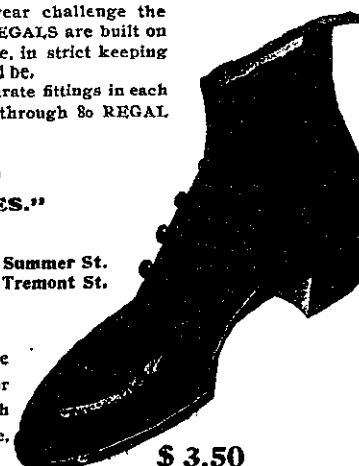 year challenge the
EGALS are built on
e, in strict keeping
d be.
rate fittings in each
through 80 REGAL
ES."
Summer St.
Tremont St.
e
or
h
e,
$ 3.50